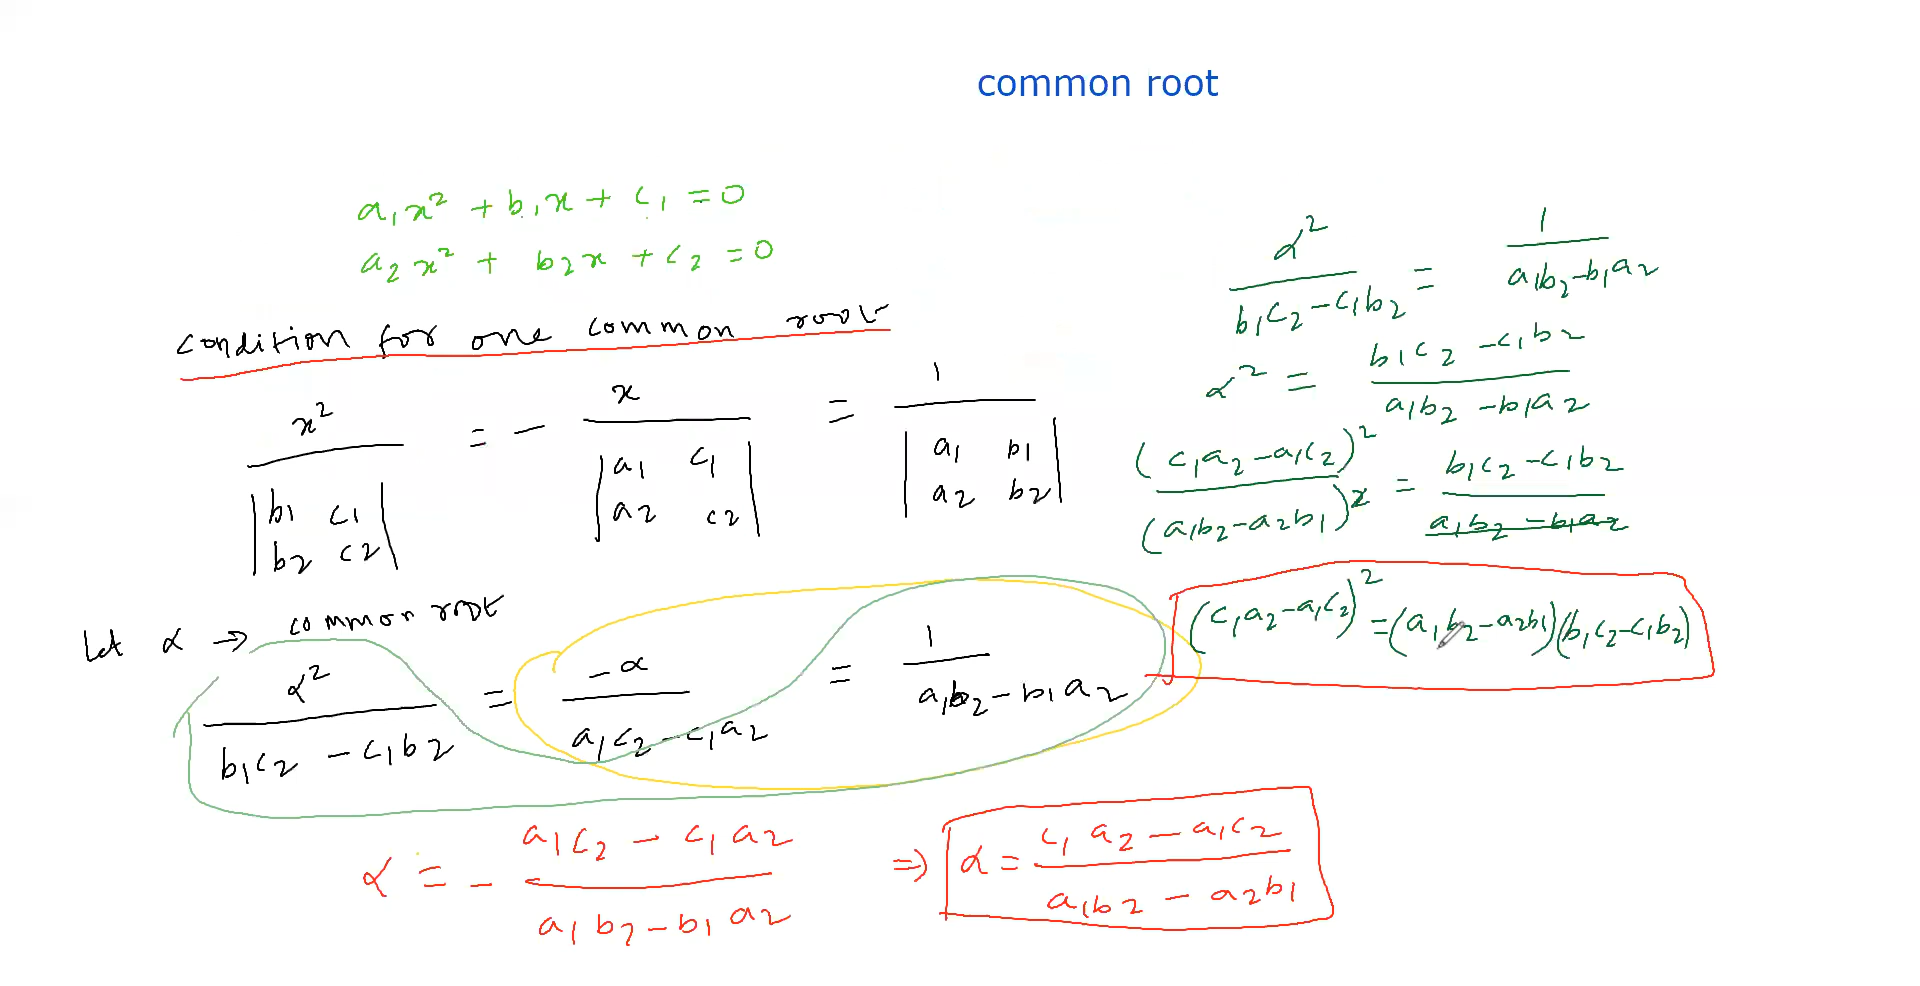 common root
a₁x² + b₁x + c₁ = 0
a₂x² + b₂x + c₂ = 0
condition for one common root
x² / |b₁ c₁; b₂ c₂| = - x / |a₁ c₁; a₂ c₂| = 1 / |a₁ b₁; a₂ b₂|
Let α → common root
α² / (b₁c₂ - c₁b₂) = -α / (a₁c₂ - c₁a₂) = 1 / (a₁b₂ - b₁a₂)
α = - (a₁c₂ - c₁a₂) / (a₁b₂ - b₁a₂) ⇒ α = (c₁a₂ - a₁c₂) / (a₁b₂ - a₂b₁)
α² / (b₁c₂ - c₁b₂) = 1 / (a₁b₂ - b₁a₂)
α² = (b₁c₂ - c₁b₂) / (a₁b₂ - b₁a₂)
(c₁a₂ - a₁c₂)² / (a₁b₂ - a₂b₁)² = (b₁c₂ - c₁b₂) / (a₁b₂ - b₁a₂)
(c₁a₂ - a₁c₂)² = (a₁b₂ - a₂b₁)(b₁c₂ - c₁b₂)